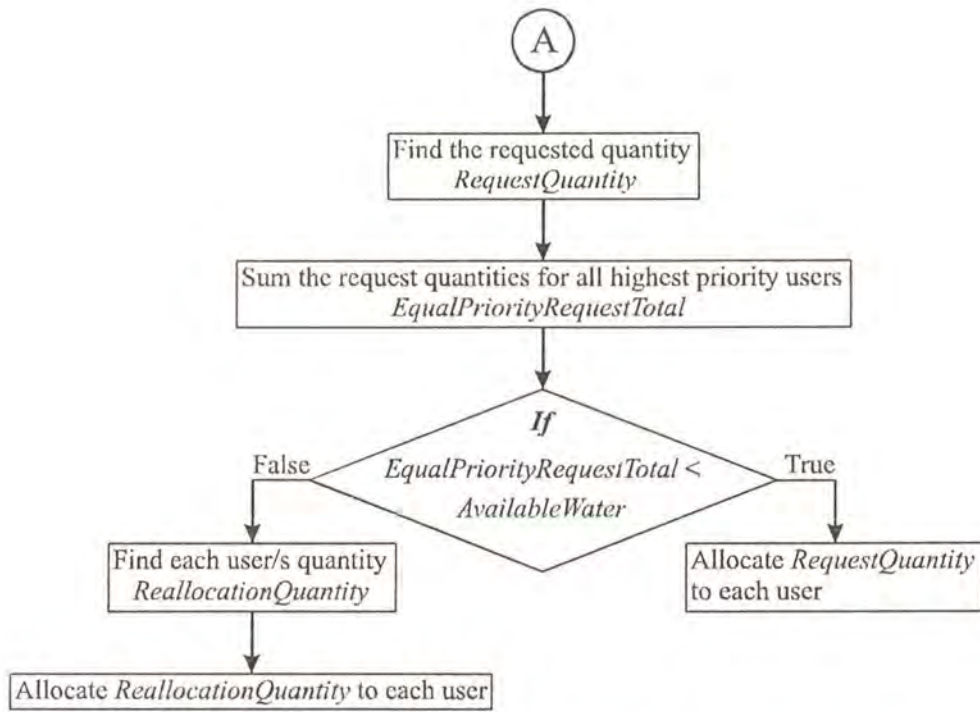 A
Find the requested quantity
RequestQuantity
Sum the request quantities for all highest priority users
EqualPriorityRequestTotal
If
EqualPriorityRequestTotal <
AvailableWater
False
True
Find each user/s quantity
ReallocationQuantity
Allocate RequestQuantity
to each user
Allocate ReallocationQuantity to each user